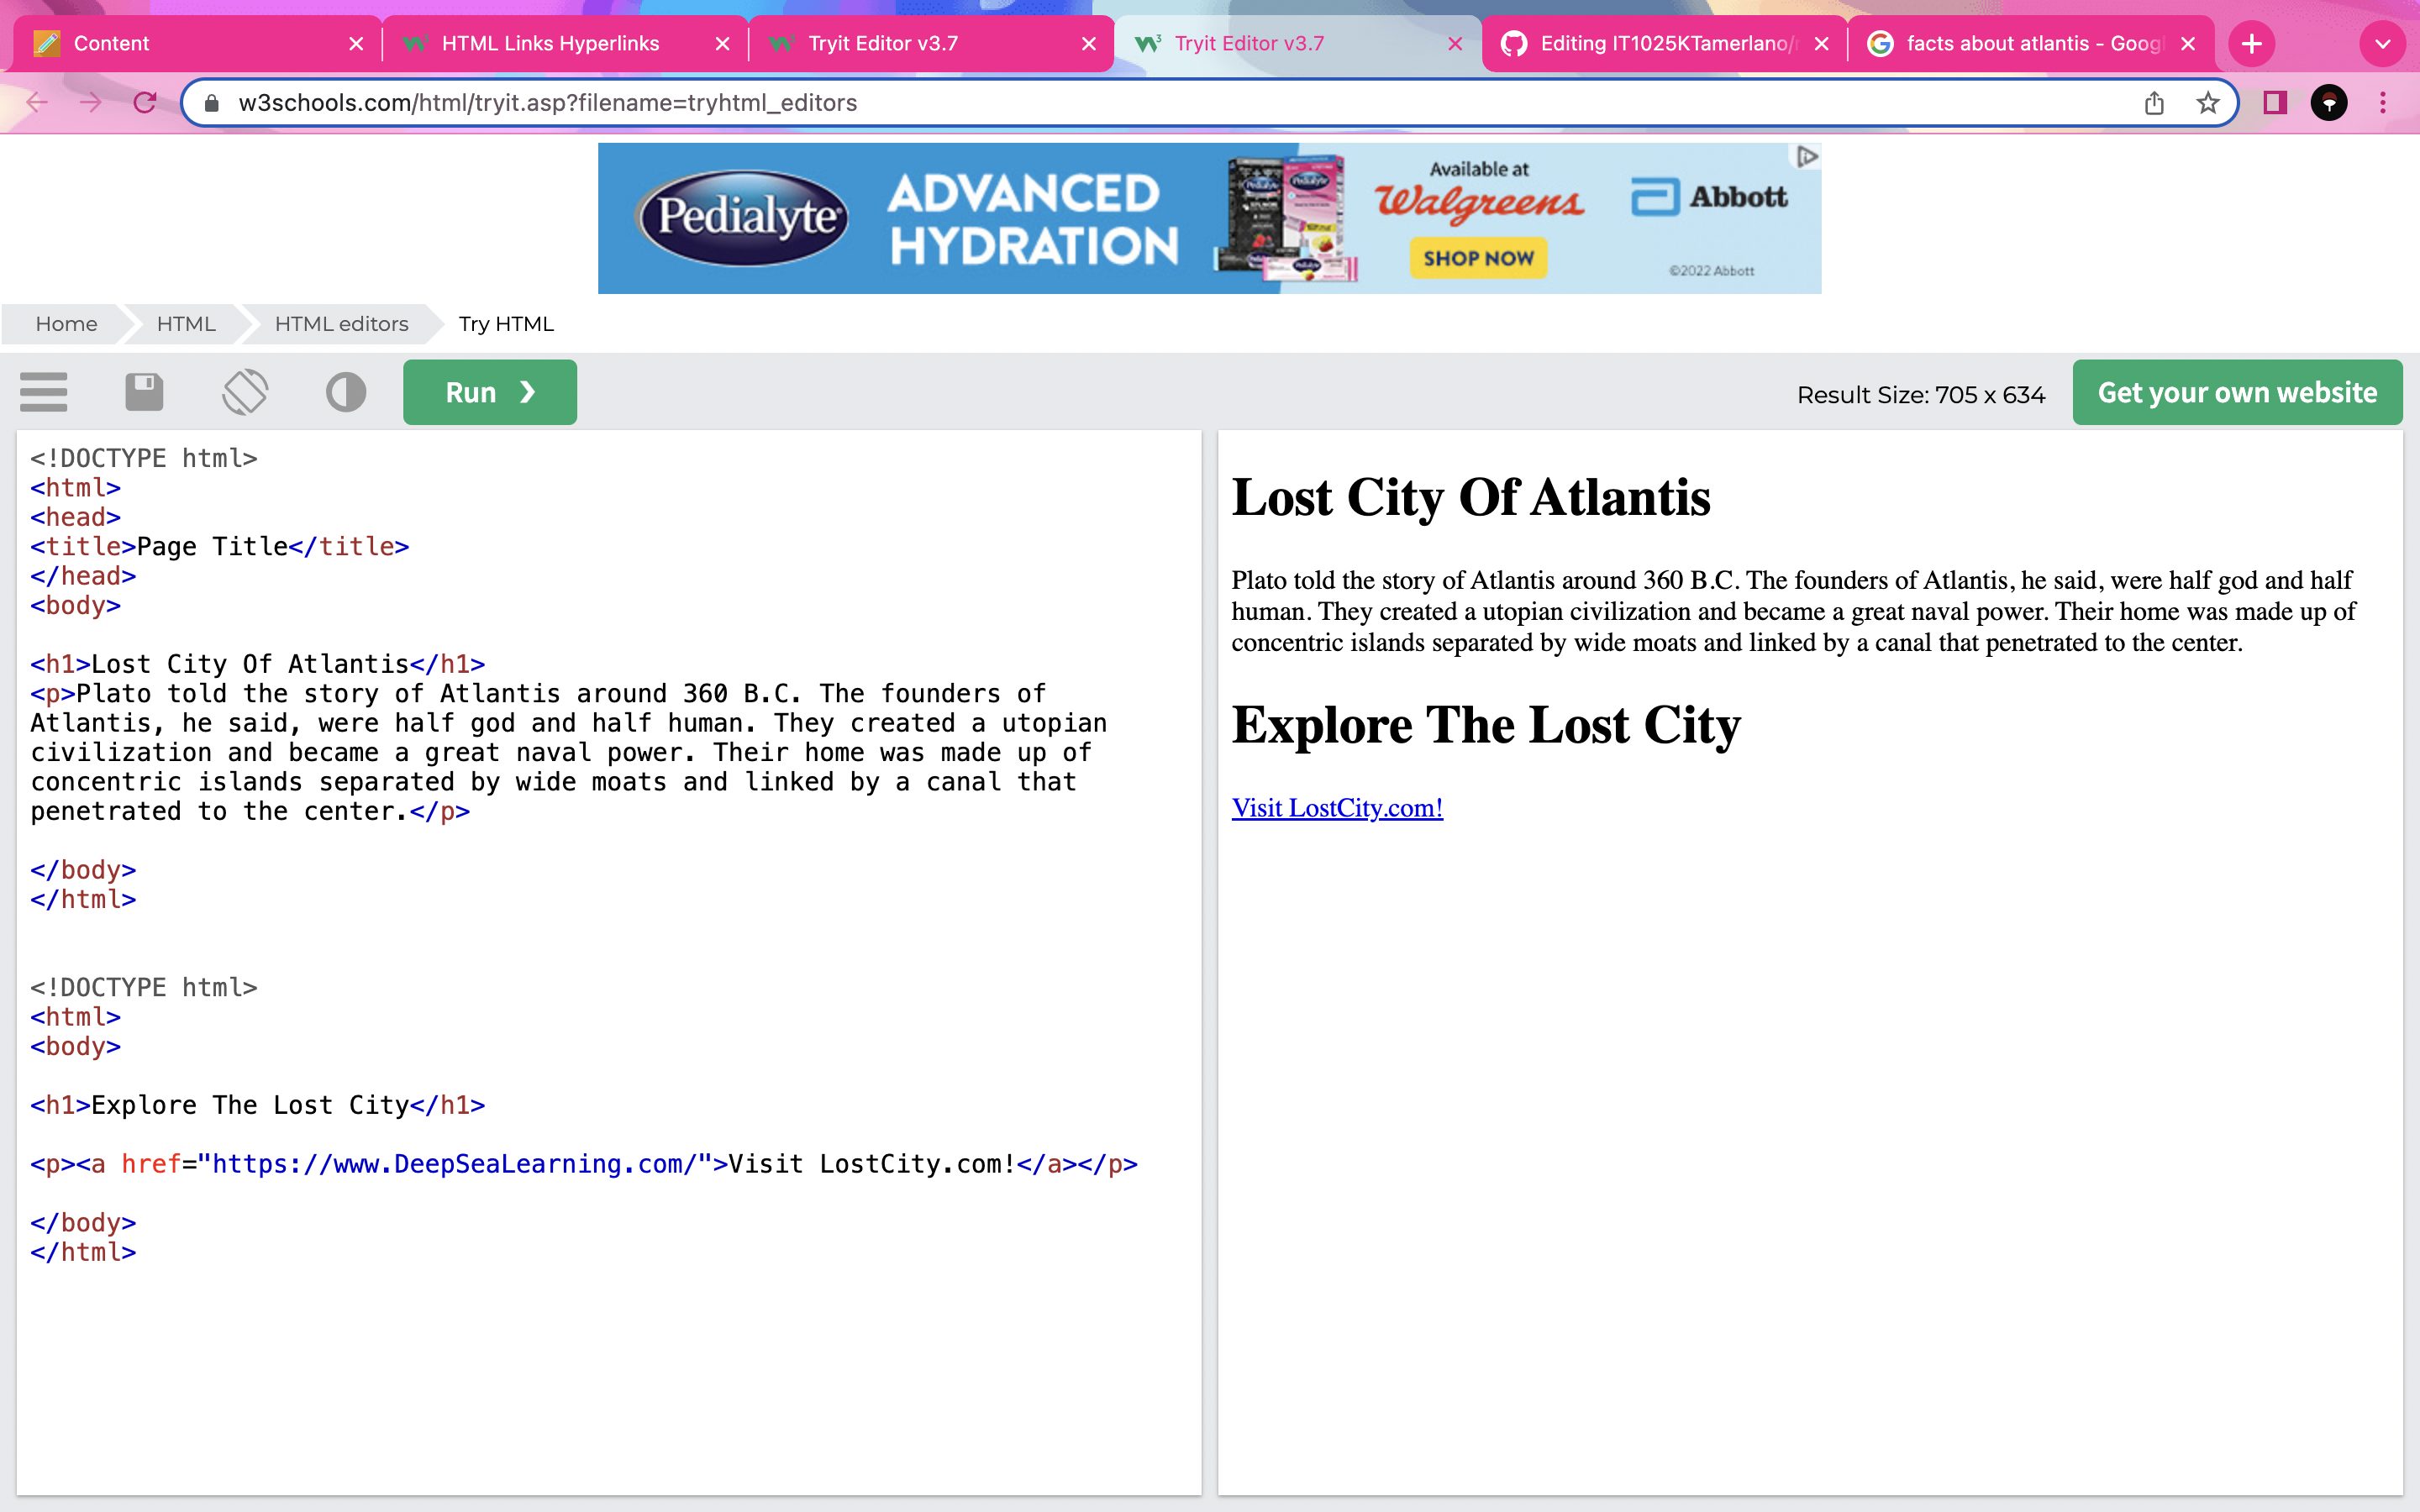 Content
HTML Links Hyperlinks
Tryit Editor v3.7
Tryit Editor v3.7
Editing IT1025KTamerlano/
facts about atlantis - Goog
w3schools.com/html/tryit.asp?filename=tryhtml_editors
Pedialyte
ADVANCED
HYDRATION
Available at
Walgreens
SHOP NOW
Abbott
©2022 Abbott
Home HTML HTML editors Try HTML
Run ❯
Result Size: 705 x 634
Get your own website
<!DOCTYPE html>
<html>
<head>
<title>Page Title</title>
</head>
<body>
<h1>Lost City Of Atlantis</h1>
<p>Plato told the story of Atlantis around 360 B.C. The founders of
Atlantis, he said, were half god and half human. They created a utopian
civilization and became a great naval power. Their home was made up of
concentric islands separated by wide moats and linked by a canal that
penetrated to the center.</p>
</body>
</html>
<!DOCTYPE html>
<html>
<body>
<h1>Explore The Lost City</h1>
<p><a href="https://www.DeepSeaLearning.com/">Visit LostCity.com!</a></p>
</body>
</html>
Lost City Of Atlantis
Plato told the story of Atlantis around 360 B.C. The founders of Atlantis, he said, were half god and half
human. They created a utopian civilization and became a great naval power. Their home was made up of
concentric islands separated by wide moats and linked by a canal that penetrated to the center.
Explore The Lost City
Visit LostCity.com!